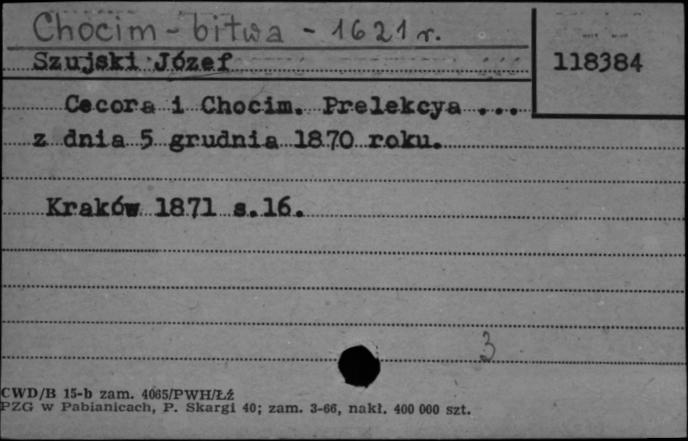 Chocim - bitwa - 1621 r.
Szujski Józef
118384
Cecora i Chocim. Prelekcya ...
z dnia 5 grudnia 1870 roku.
Kraków 1871 s.16.
3
CWD/B 15-b zam. 4065/PWH/Łź
PZG w Pabianicach, P. Skargi 40; zam. 3-66, nakł. 400 000 szt.